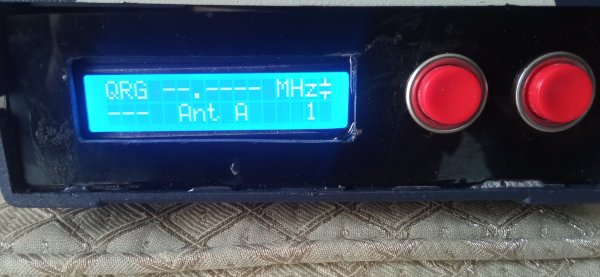 QRG --.---- MHz÷
--- Ant A 1